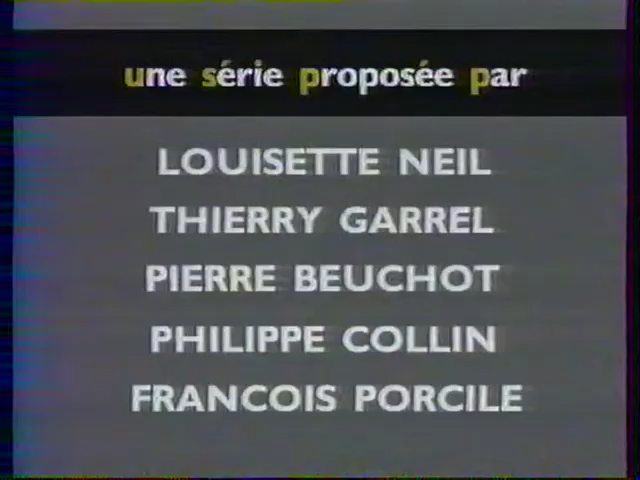 une série proposée par
LOUISETTE NEIL
THIERRY GARREL
PIERRE BEUCHOT
PHILIPPE COLLIN
FRANCOIS PORCILE